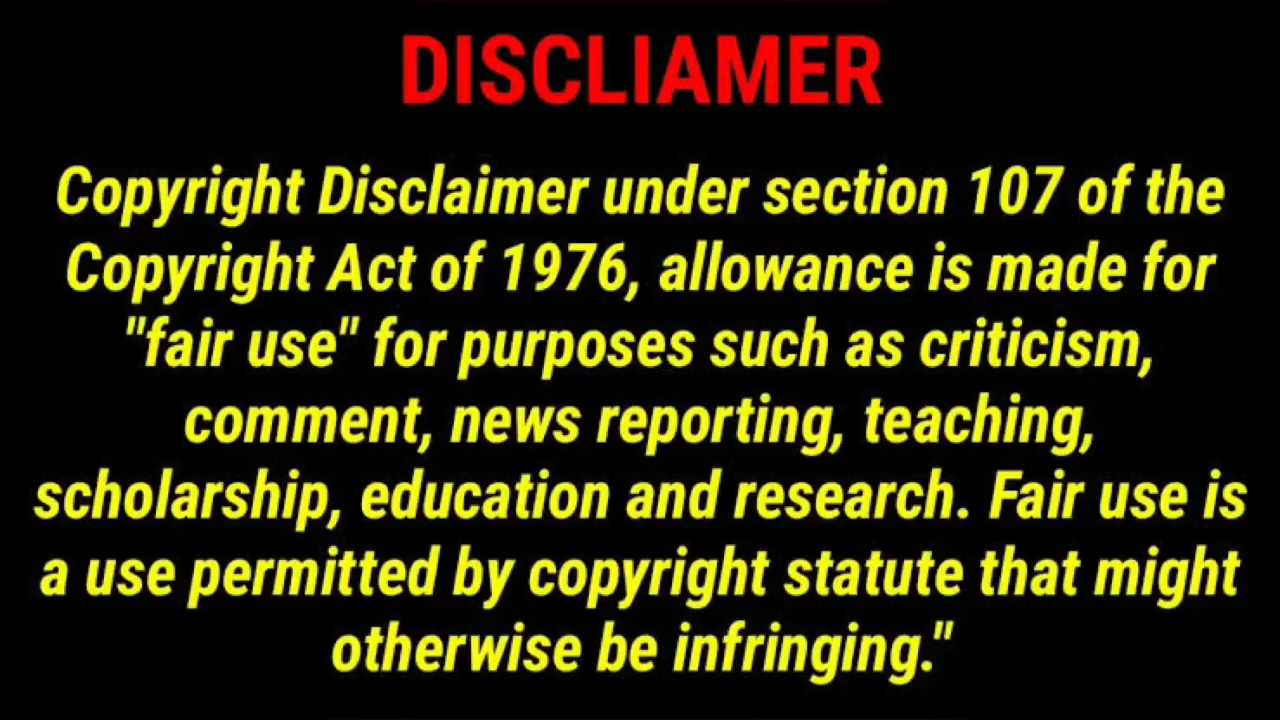 DISCLIAMER
Copyright Disclaimer under section 107 of the
Copyright Act of 1976, allowance is made for
"fair use" for purposes such as criticism,
comment, news reporting, teaching,
scholarship, education and research. Fair use is
a use permitted by copyright statute that might
otherwise be infringing."